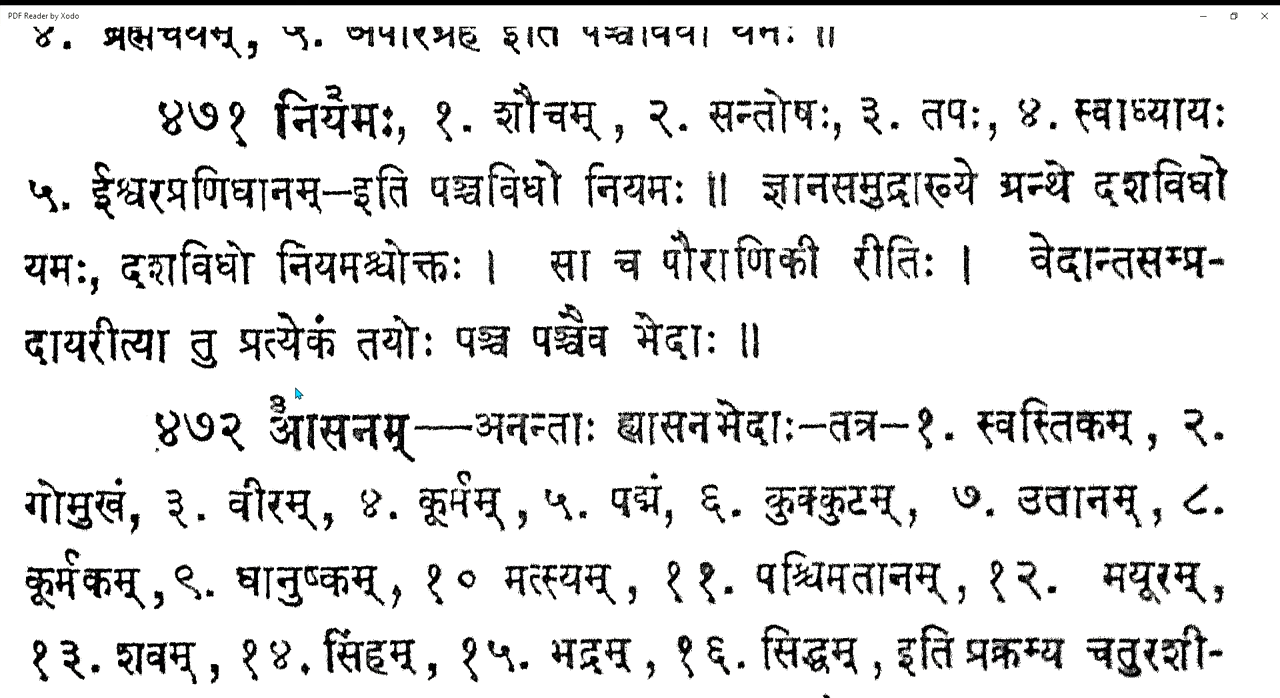 PDF Reader by Xodo
४७१ नियमः, १. शौचम्, २. सन्तोषः, ३. तपः, ४. स्वाध्यायः
५. ईश्वरप्रणिधानम्—इति पञ्चविधो नियमः ॥ ज्ञानसमुद्राख्ये ग्रन्थे दशविधो
यमः, दशविधो नियमश्चोक्तः । सा च पौराणिकी रीतिः । वेदान्तसम्प्र-
दायरीत्या तु प्रत्येकं तयोः पञ्च पञ्चैव भेदाः ॥
४७२ आसनम्——अनन्ताः ह्यासनभेदाः—तत्र—१. स्वस्तिकम्, २.
गोमुखं, ३. वीरम्, ४. कूर्मम्, ५. पद्मं, ६. कुक्कुटम्, ७. उतानम्, ८.
कूर्मकम्, ९. धानुष्कम्, १० मत्स्यम्, ११. पश्चिमतानम्, १२. मयूरम्,
१३. शवम्, १४. सिंहम्, १५. भद्रम्, १६. सिद्धम्, इति प्रक्रम्य चतुरशी-